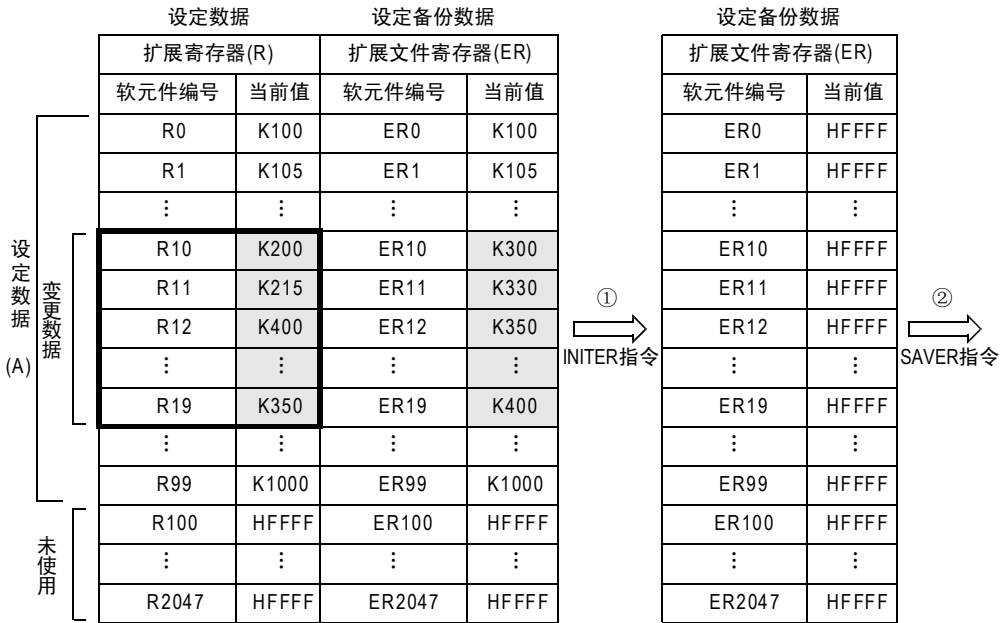 设定数据 设定备份数据 设定备份数据
扩展寄存器(R) 扩展文件寄存器(ER) 扩展文件寄存器(ER)
软元件编号 当前值 软元件编号 当前值 软元件编号 当前值
R0 K100 ER0 K100 ER0 HFFFF
R1 K105 ER1 K105 ER1 HFFFF
⋮ ⋮ ⋮ ⋮ ⋮ ⋮
R10 K200 ER10 K300 ER10 HFFFF
R11 K215 ER11 K330 ER11 HFFFF
R12 K400 ER12 K350 ER12 HFFFF
⋮ ⋮ ⋮ ⋮ ⋮ ⋮
R19 K350 ER19 K400 ER19 HFFFF
⋮ ⋮ ⋮ ⋮ ⋮ ⋮
R99 K1000 ER99 K1000 ER99 HFFFF
R100 HFFFF ER100 HFFFF ER100 HFFFF
⋮ ⋮ ⋮ ⋮ ⋮ ⋮
R2047 HFFFF ER2047 HFFFF ER2047 HFFFF
设定数据
(A)
变更数据
未使用
①
INITER指令
②
SAVER指令